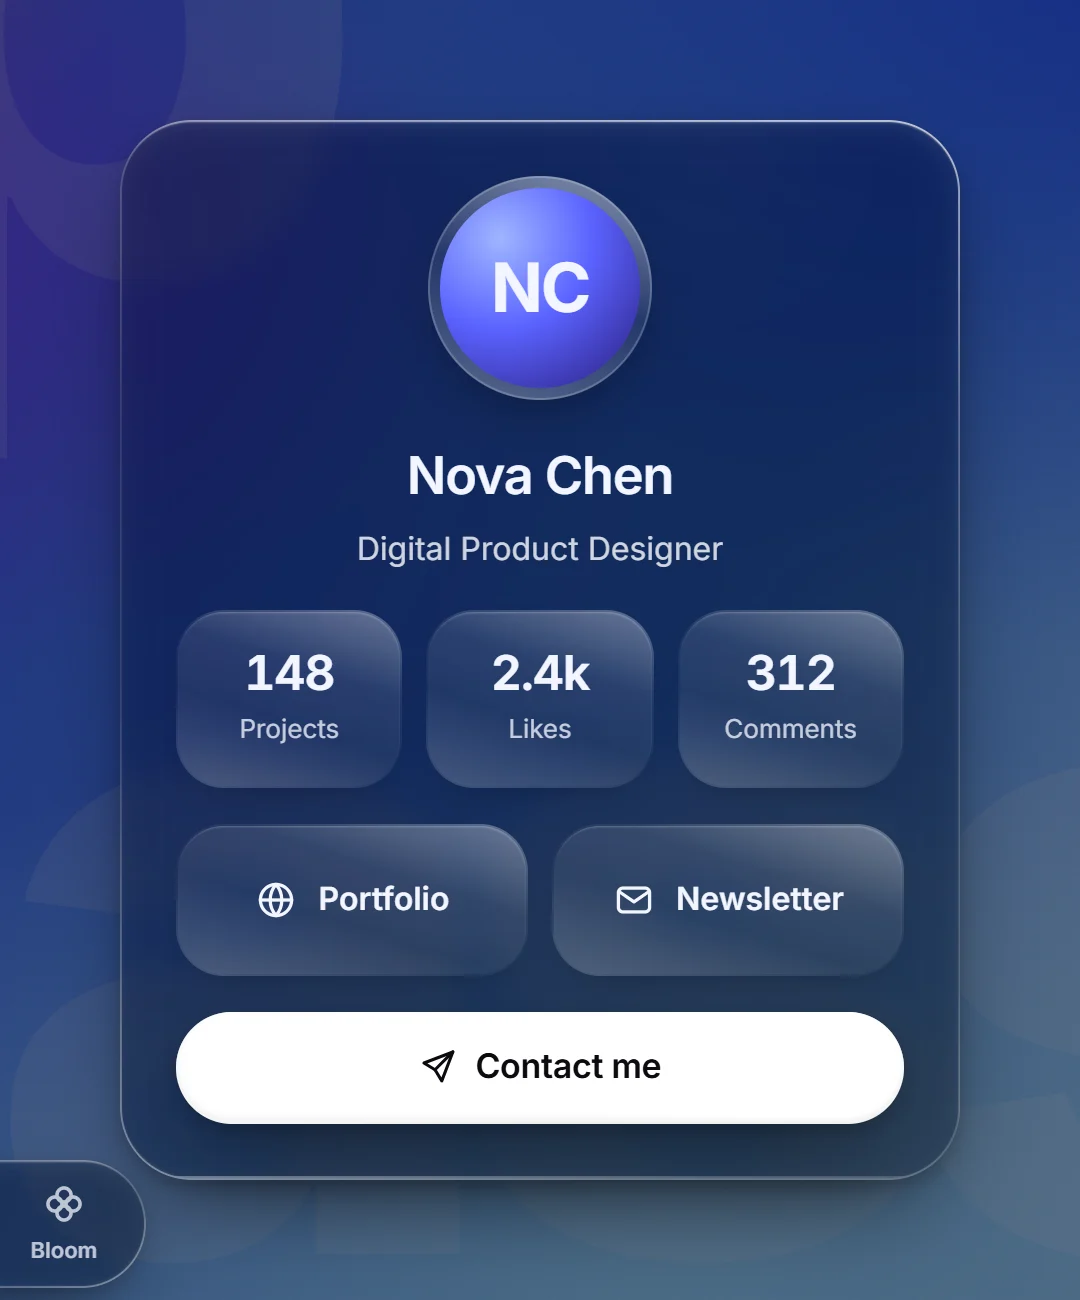 NC
Nova Chen
Digital Product Designer
148
Projects
2.4k
Likes
312
Comments
Portfolio
Newsletter
Contact me
Bloom